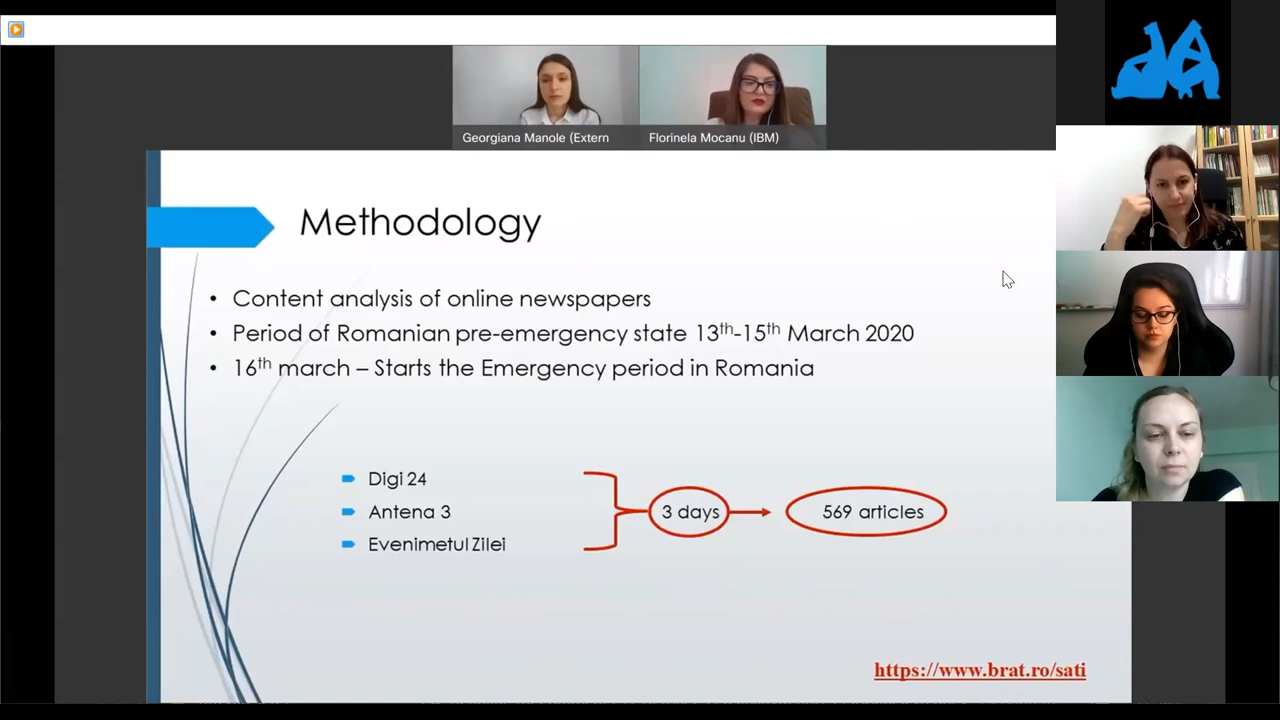 Georgiana Manole (Extern
Florinela Mocanu (IBM)
Methodology
• Content analysis of online newspapers
• Period of Romanian pre-emergency state 13th-15th March 2020
• 16th march – Starts the Emergency period in Romania
Digi 24
Antena 3
Evenimetul Zilei
3 days
569 articles
https://www.brat.ro/sati